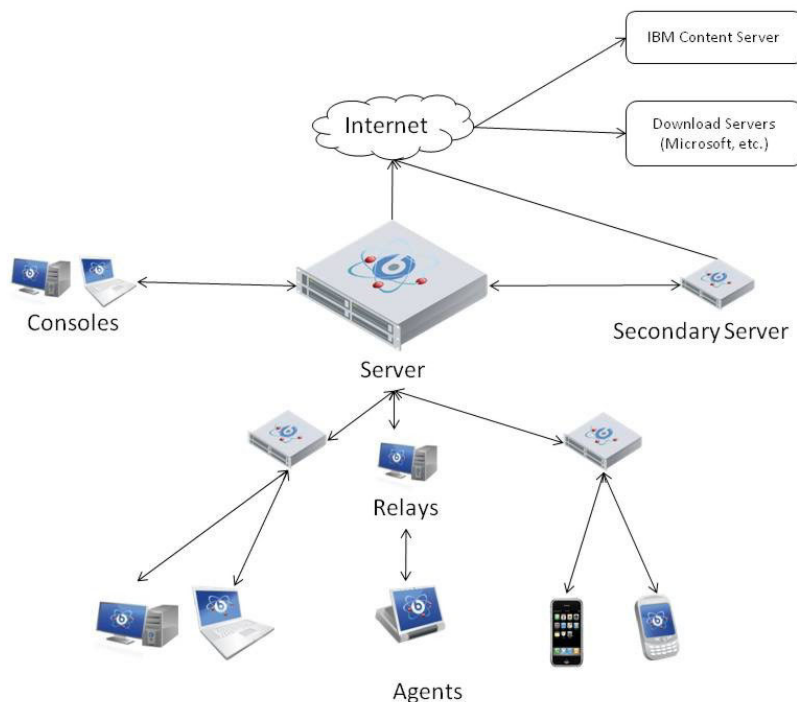 IBM Content Server
Internet
Download Servers
(Microsoft, etc.)
Consoles
Secondary Server
Server
Relays
Agents